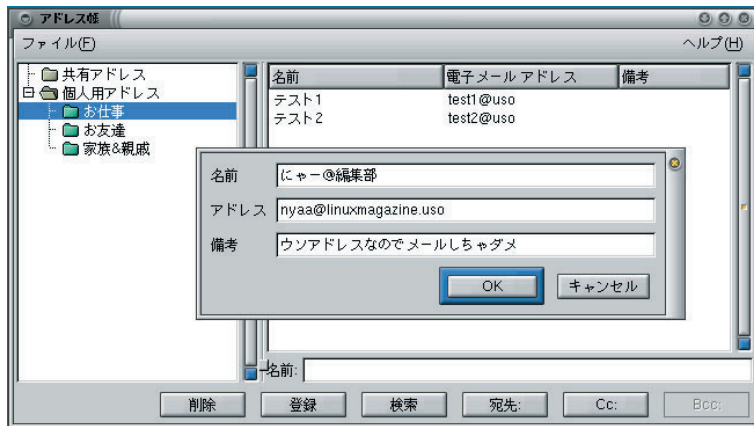 アドレス帳
ファイル(F) ヘルプ(H)
共有アドレス
個人用アドレス
お仕事
お友達
家族&親戚
名前 電子メール アドレス 備考
テスト1 test1@uso
テスト2 test2@uso
名前 にゃー@編集部
アドレス nyaa@linuxmagazine.uso
備考 ウソアドレスなのでメールしちゃダメ
OK キャンセル
名前:
削除 登録 検索 宛先: Cc: Bcc: